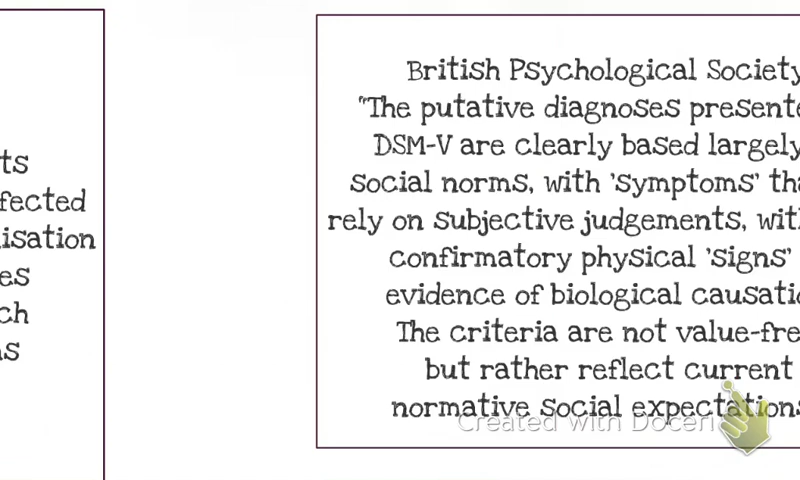 ts
fected
isation
es
ch
British Psychological Society
"The putative diagnoses presente
DSM-V are clearly based largely
social norms, with 'symptoms' tha
rely on subjective judgements, wit
confirmatory physical 'signs'
evidence of biological causatio
The criteria are not value-fre
but rather reflect current
normative social expectations
Created with Doceri